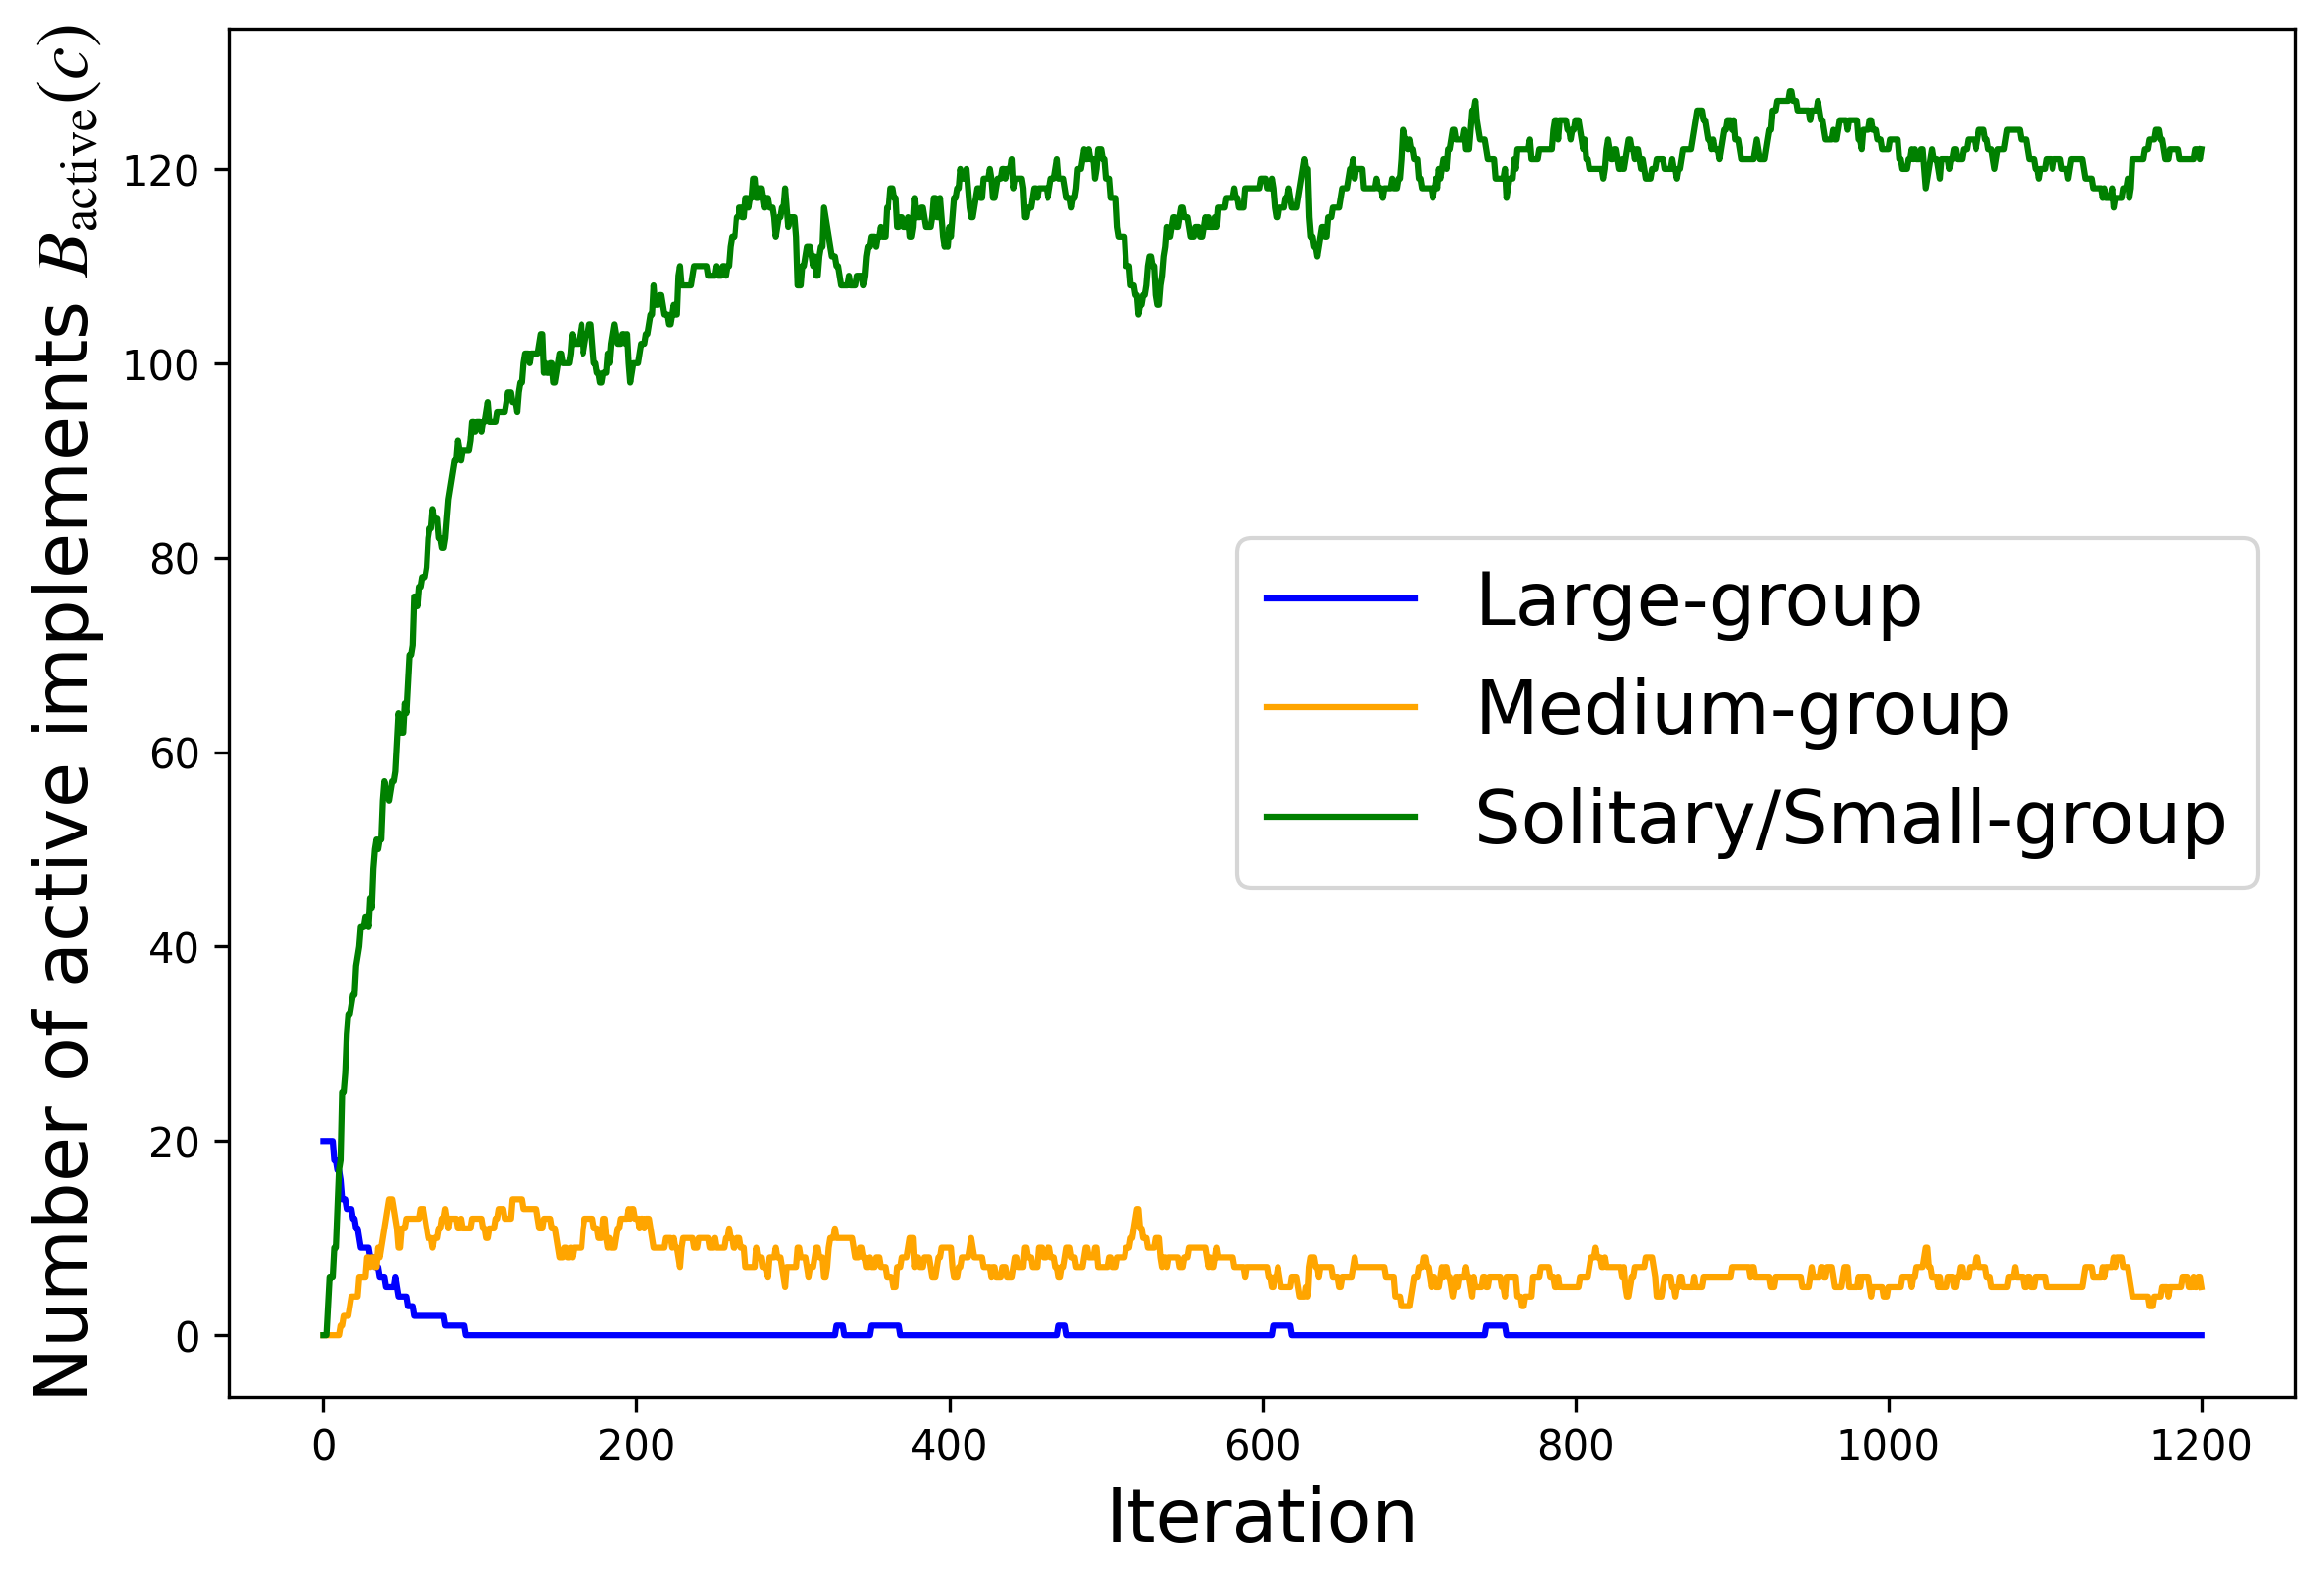 Number of active implements B_active(c)
120
100
80
60
40
20
0
Large-group
Medium-group
Solitary/Small-group
0 200 400 600 800 1000 1200
Iteration